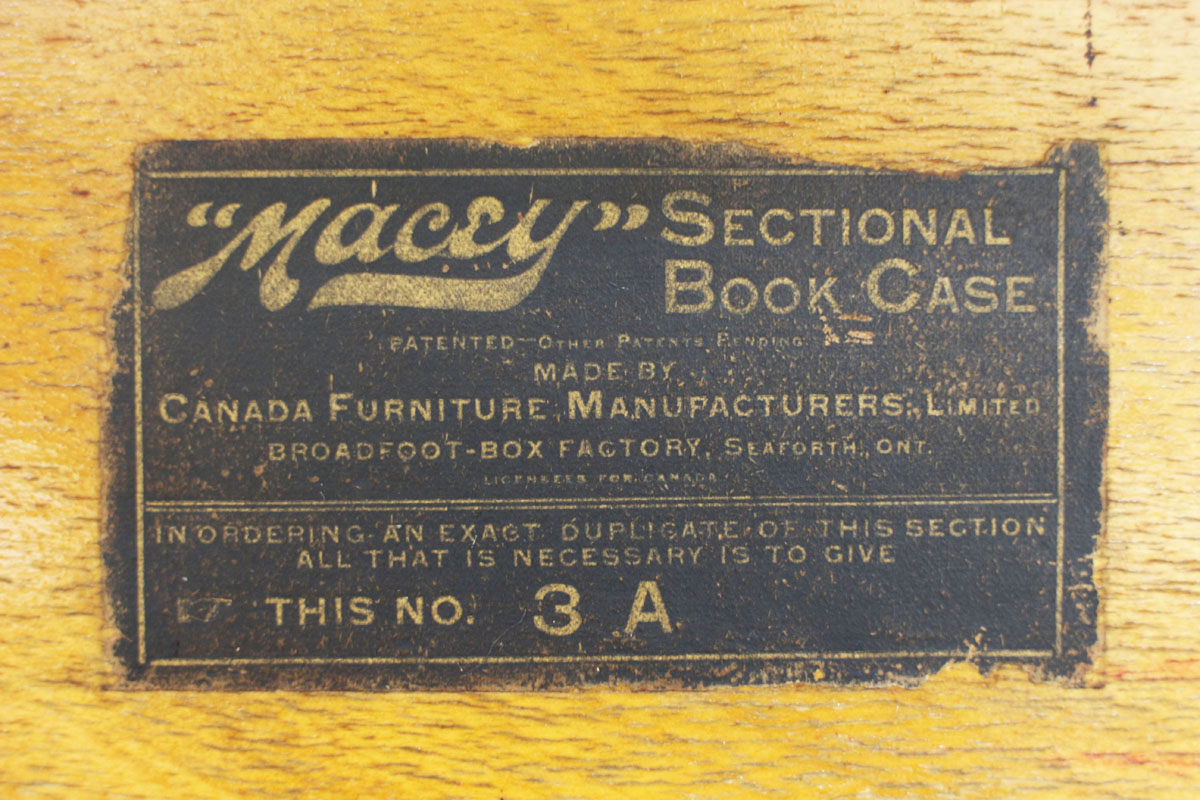 "Macey" SECTIONAL
BOOK CASE
PATENTED—OTHER PATENTS PENDING
MADE BY
CANADA FURNITURE MANUFACTURERS, LIMITED
BROADFOOT-BOX FACTORY, SEAFORTH, ONT.
LICENSEES FOR CANADA
IN ORDERING AN EXACT DUPLICATE OF THIS SECTION
ALL THAT IS NECESSARY IS TO GIVE
THIS NO. 3 A